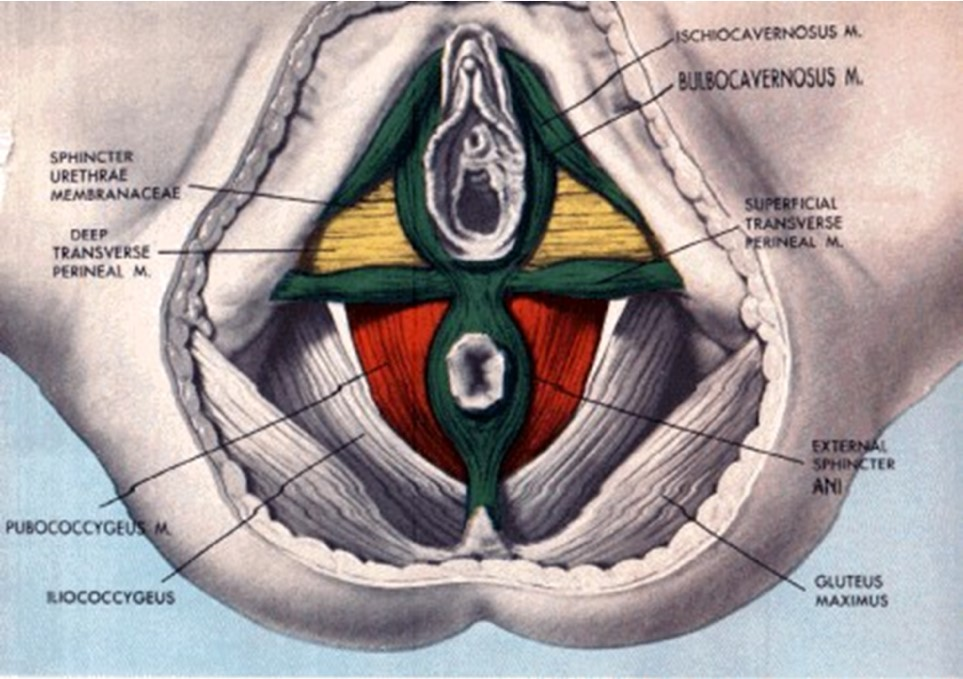 ISCHIOCAVERNOSUS M.
BULBOCAVERNOSUS M.
SPHINCTER
URETHRAE
MEMBRANACEAE
DEEP
TRANSVERSE
PERINEAL M.
SUPERFICIAL
TRANSVERSE
PERINEAL M.
PUBOCOCCYGEUS M.
ILIOCOCCYGEUS
EXTERNAL
SPHINCTER
ANI
GLUTEUS
MAXIMUS